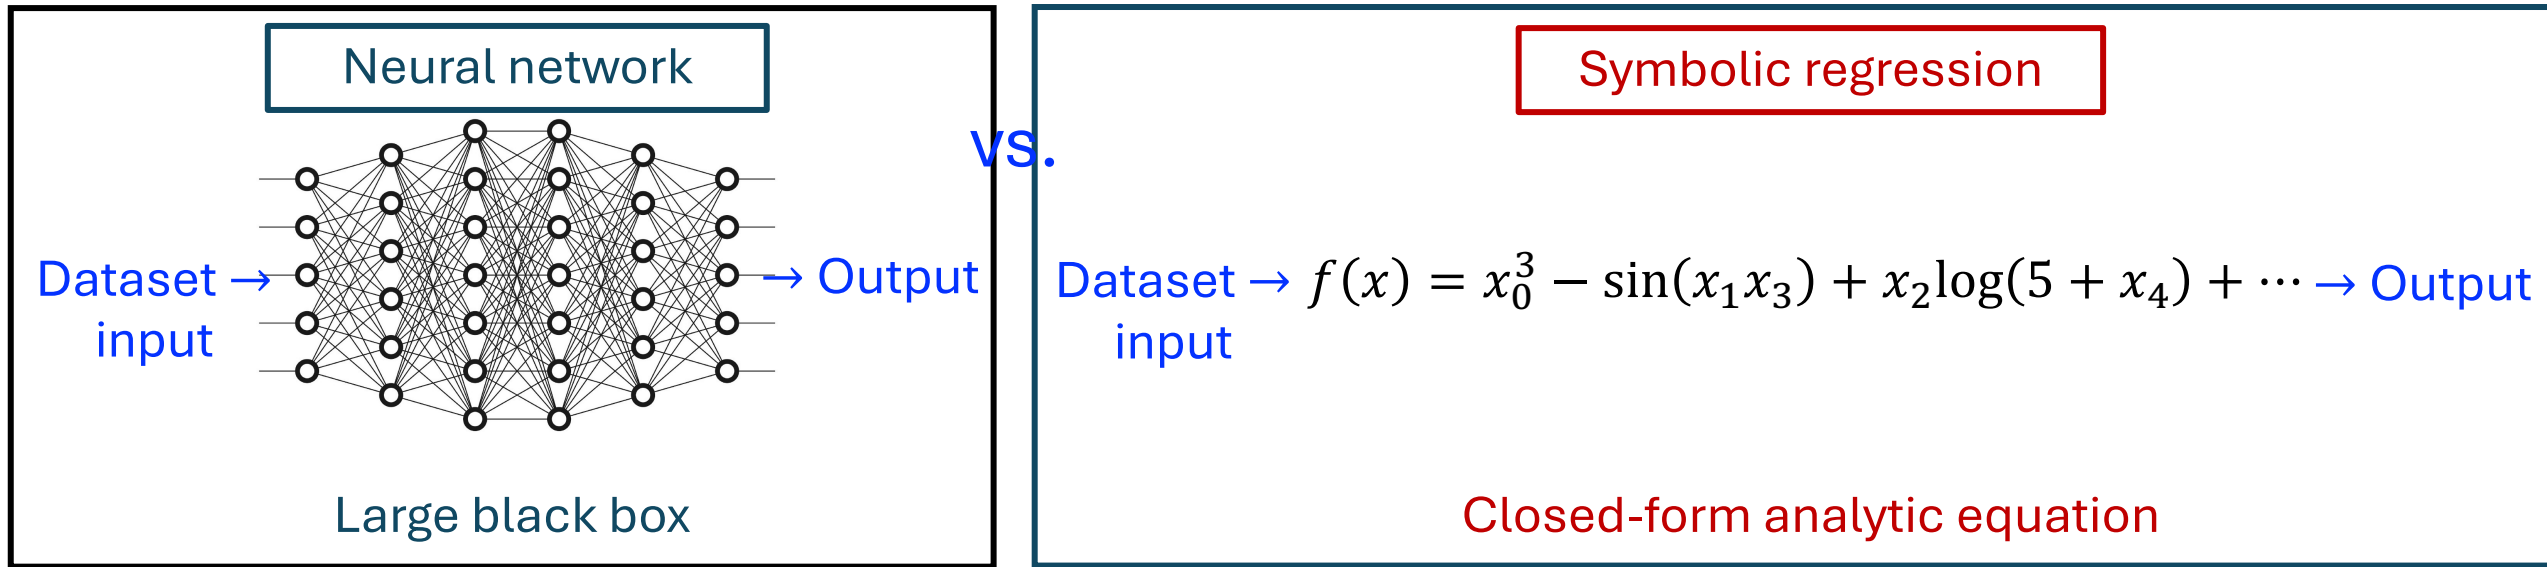 Neural network
Dataset →
input
→ Output
Large black box
vs.
Symbolic regression
Dataset → f(x) = x₀³ − sin(x₁x₃) + x₂log(5 + x₄) + ⋯ → Output
input
Closed-form analytic equation